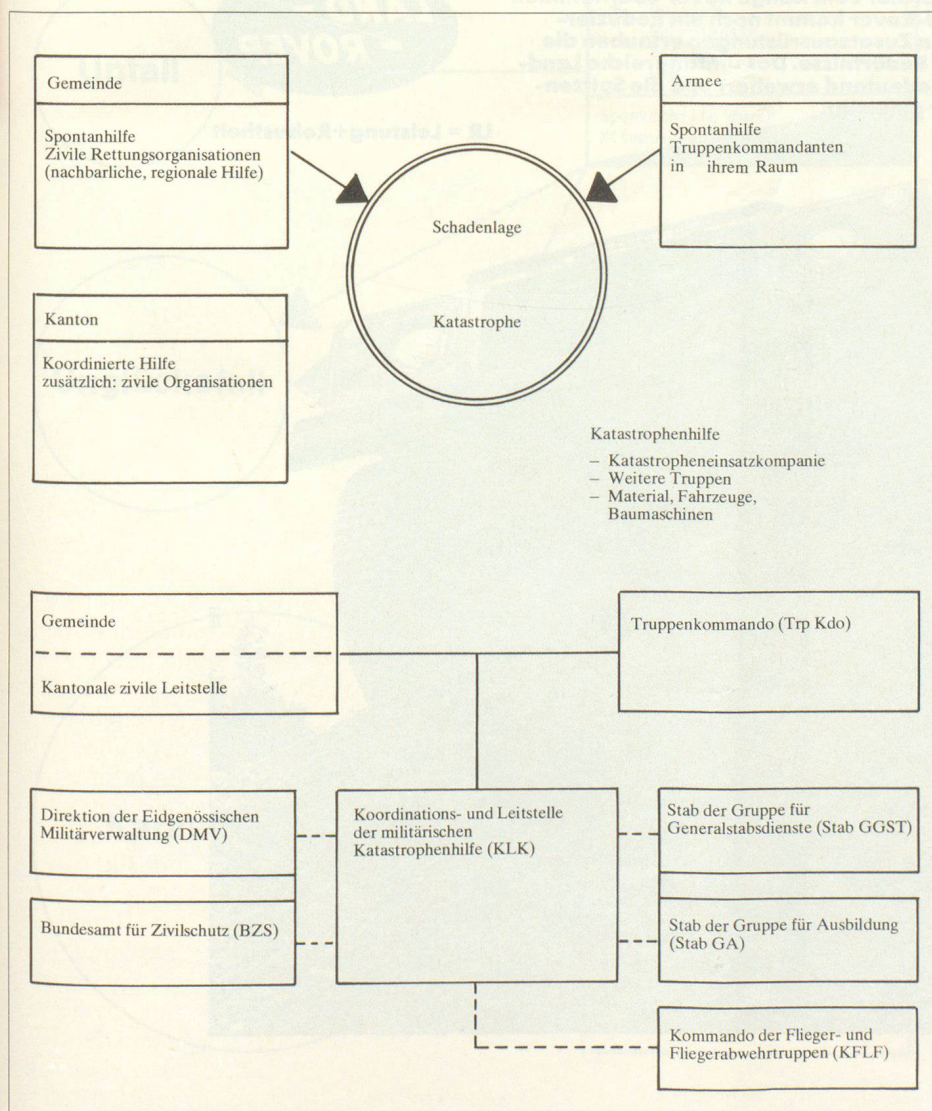 Gemeinde
Spontanhilfe
Zivile Rettungsorganisationen
(nachbarliche, regionale Hilfe)
Armee
Spontanhilfe
Truppenkommandanten
in ihrem Raum
Schadenlage
Katastrophe
Kanton
Koordinierte Hilfe
zusätzlich: zivile Organisationen
Katastrophenhilfe
– Katastropheneinsatzkompanie
– Weitere Truppen
– Material, Fahrzeuge,
Baumaschinen
Gemeinde
Kantonale zivile Leitstelle
Truppenkommando (Trp Kdo)
Direktion der Eidgenössischen
Militärverwaltung (DMV)
Koordinations- und Leitstelle
der militärischen
Katastrophenhilfe (KLK)
Stab der Gruppe für
Generalstabsdienste (Stab GGST)
Bundesamt für Zivilschutz (BZS)
Stab der Gruppe für Ausbildung
(Stab GA)
Kommando der Flieger- und
Fliegerabwehrtruppen (KFLF)